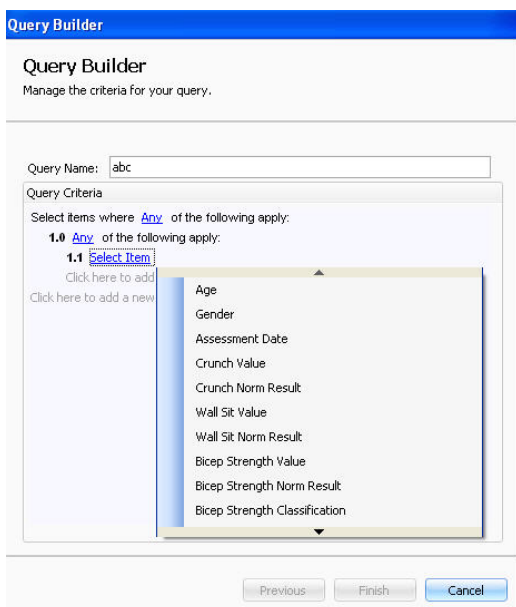 Query Builder
Query Builder
Manage the criteria for your query.
Query Name: abc
Query Criteria
Select items where Any of the following apply:
1.0 Any of the following apply:
1.1 Select Item
Click here to add
Click here to add a new
Age
Gender
Assessment Date
Crunch Value
Crunch Norm Result
Wall Sit Value
Wall Sit Norm Result
Bicep Strength Value
Bicep Strength Norm Result
Bicep Strength Classification
Previous Finish Cancel